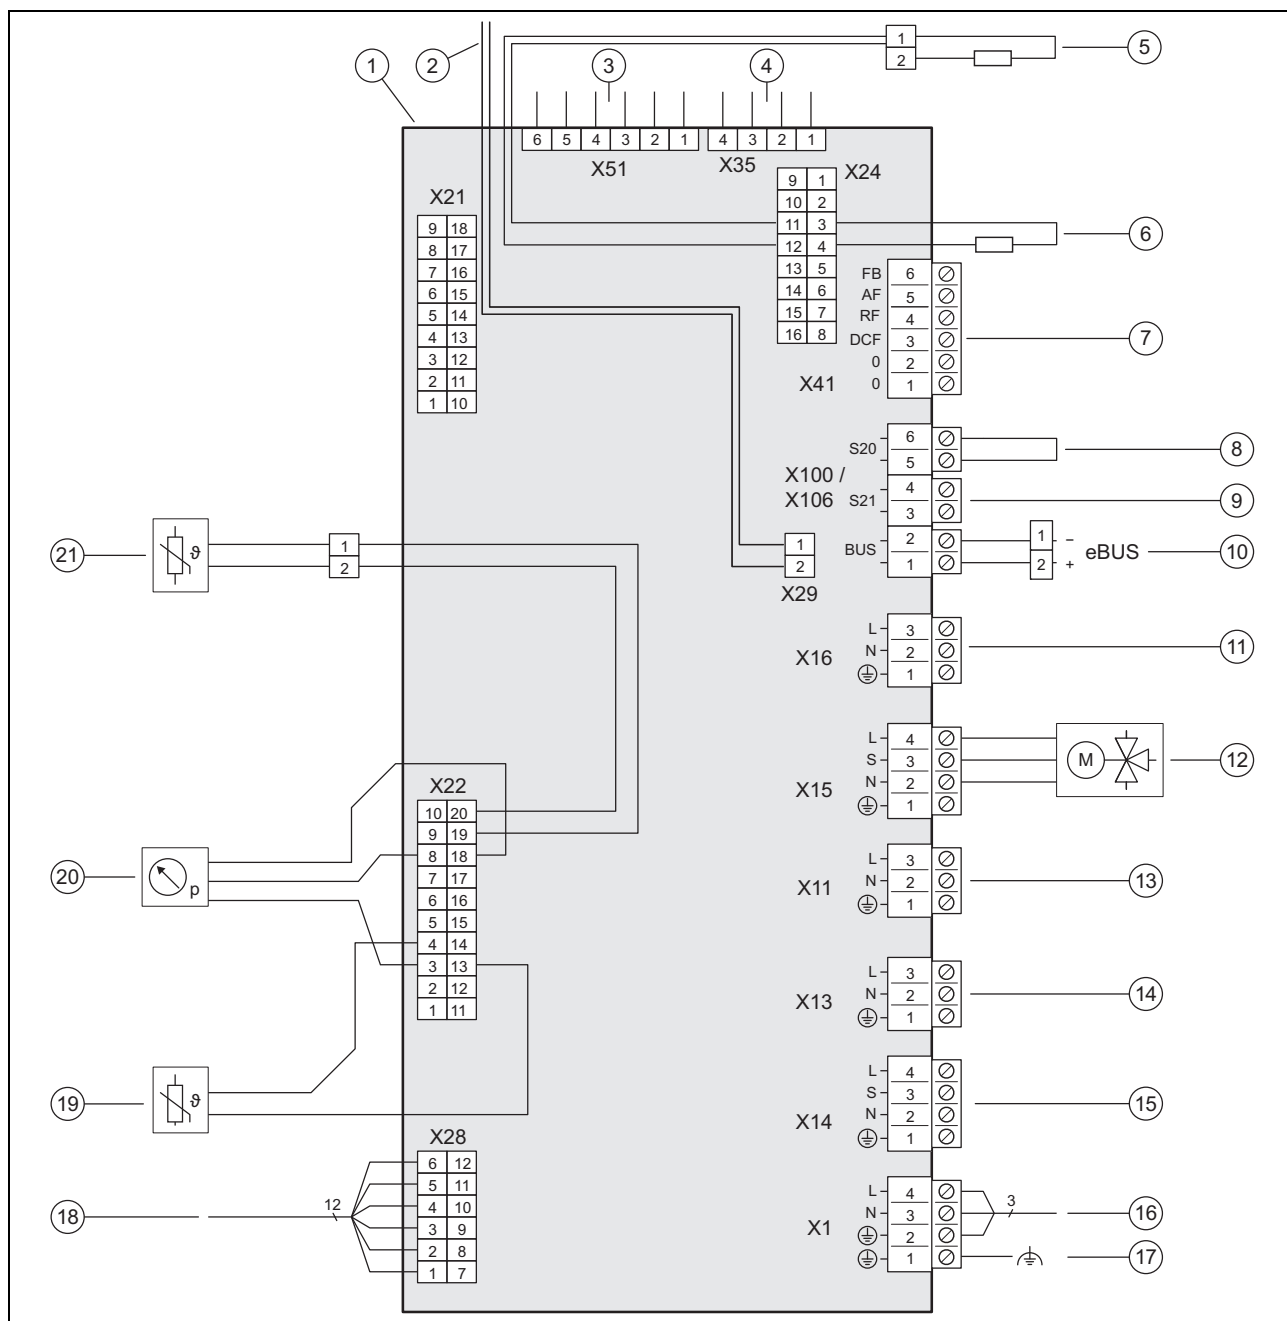 1
2
3
4
1
2
5
6 5 4 3 2 1
4 3 2 1
X51
X35
X24
9 1
10 2
11 3
12 4
13 5
14 6
15 7
16 8
6
X21
9 18
8 17
7 16
6 15
5 14
4 13
3 12
2 11
1 10
FB 6
AF 5
RF 4
DCF 3
0 2
0 1
X41
7
X100 /
X106
S20
6
5
8
S21
4
3
9
BUS
2
1
1 –
2 +
eBUS
10
1
2
X29
21
ϑ
1
2
X16
L 3
N 2
1
11
X15
L 4
S 3
N 2
1
M
12
X22
10 20
9 19
8 18
7 17
6 16
5 15
4 14
3 13
2 12
1 11
20
p
X11
L 3
N 2
1
13
X13
L 3
N 2
1
14
19
ϑ
X14
L 4
S 3
N 2
1
15
X28
6 12
5 11
4 10
3 9
2 8
1 7
18
12
X1
L 4
N 3
2
1
3
16
17